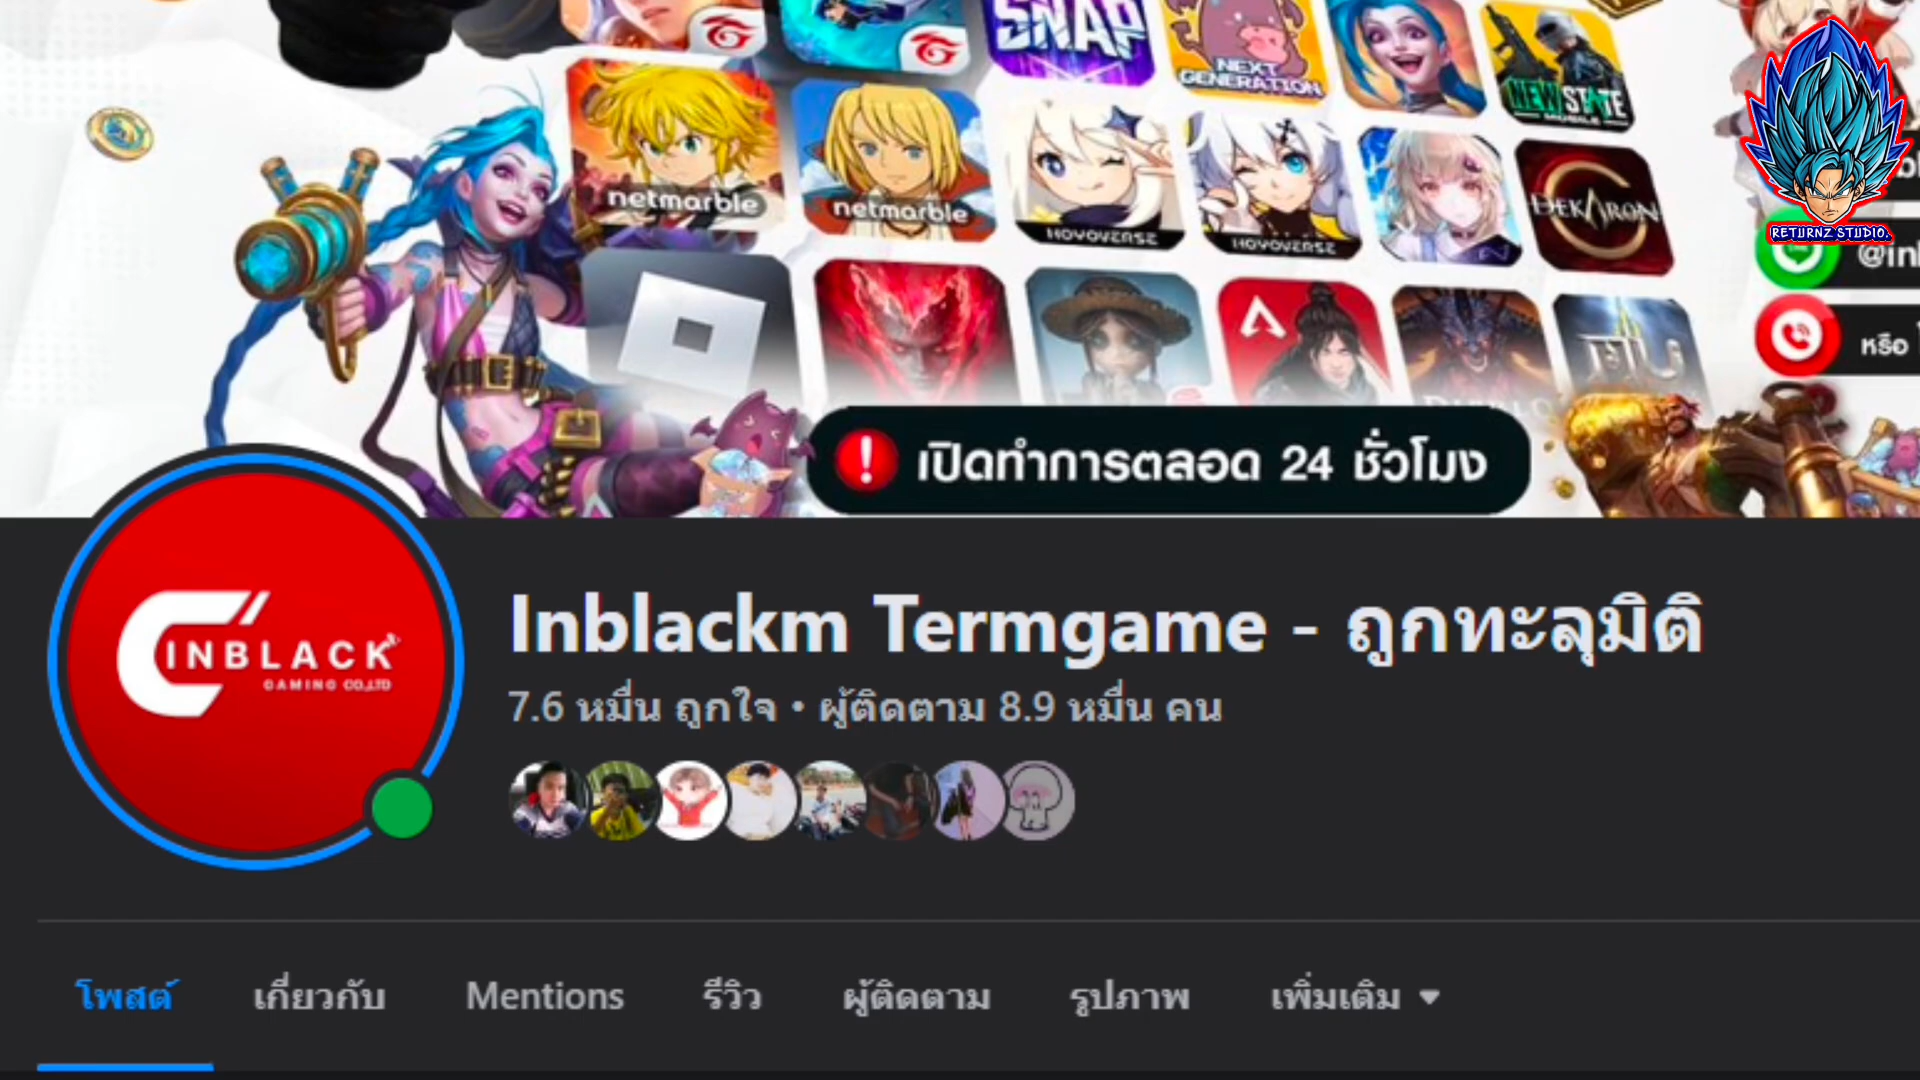 SNAP
NEXT
GENERATION
NEW STATE
MOBILE
netmarble
netmarble
HOYOVERSE
HOYOVERSE
DEKARON
RETURNZ STUDIO.
หรือ
เปิดทำการตลอด 24 ชั่วโมง
INBLACK
GAMING CO.,LTD
Inblackm Termgame - ถูกทะลุมิติ
7.6 หมื่น ถูกใจ • ผู้ติดตาม 8.9 หมื่น คน
โพสต์ เกี่ยวกับ Mentions รีวิว ผู้ติดตาม รูปภาพ เพิ่มเติม